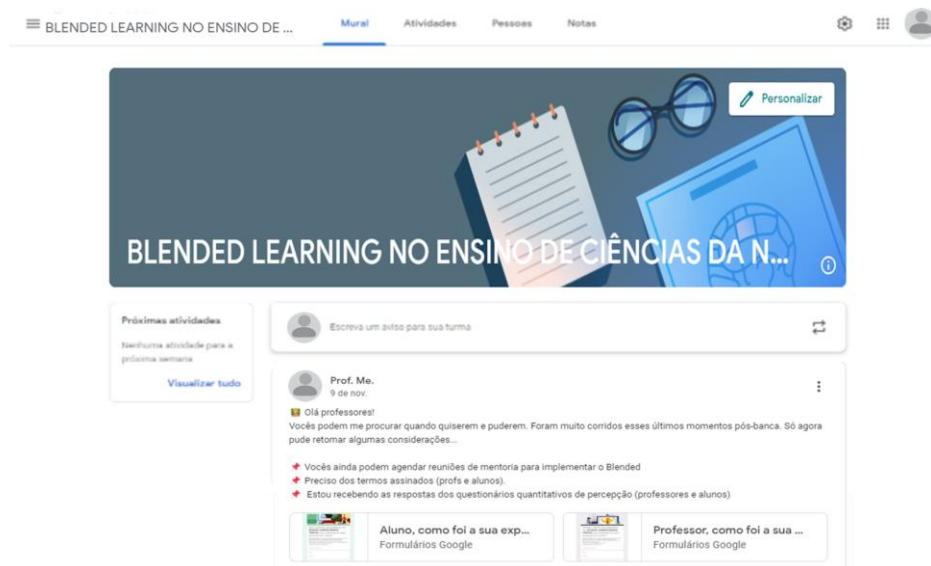 BLENDED LEARNING NO ENSINO DE ...
Mural Atividades Pessoas Notas
Personalizar
BLENDED LEARNING NO ENSINO DE CIÊNCIAS DA N...
Próximas atividades
Nenhuma atividade para a
próxima semana
Visualizar tudo
Escreva um aviso para sua turma
Prof. Me.
9 de nov.
Olá professores!
Vocês podem me procurar quando quiserem e puderem. Foram muito corridos esses últimos momentos pós-banca. Só agora
pude retomar algumas considerações...
Vocês ainda podem agendar reuniões de mentoria para implementar o Blended
Preciso dos termos assinados (profs e alunos).
Estou recebendo as respostas dos questionários quantitativos de percepção (professores e alunos)
Aluno, como foi a sua exp...
Formulários Google
Professor, como foi a sua ...
Formulários Google